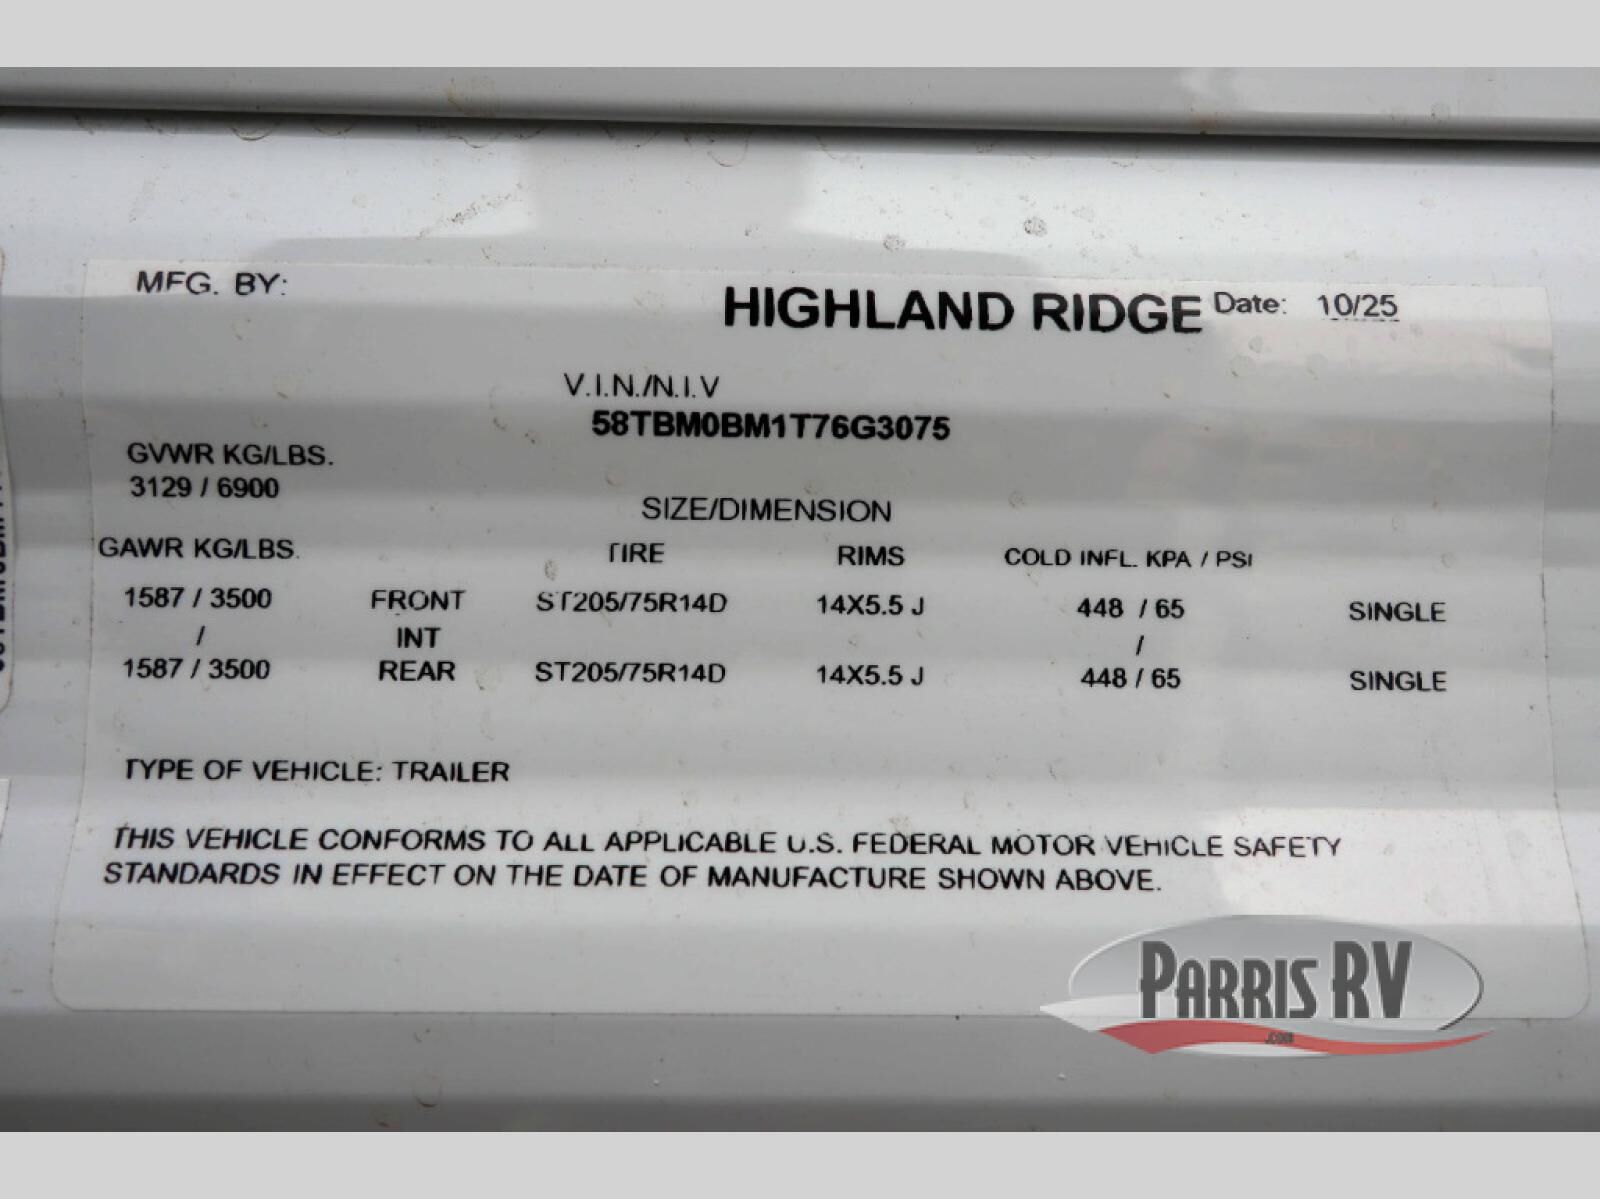 MFG. BY:
HIGHLAND RIDGE Date: 10/25
V.I.N./N.I.V
58TBM0BM1T76G3075
GVWR KG/LBS.
3129 / 6900
SIZE/DIMENSION
GAWR KG/LBS. TIRE RIMS COLD INFL. KPA / PSI
1587 / 3500 FRONT ST205/75R14D 14X5.5 J 448 / 65 SINGLE
/ INT /
1587 / 3500 REAR ST205/75R14D 14X5.5 J 448 / 65 SINGLE
TYPE OF VEHICLE: TRAILER
THIS VEHICLE CONFORMS TO ALL APPLICABLE U.S. FEDERAL MOTOR VEHICLE SAFETY
STANDARDS IN EFFECT ON THE DATE OF MANUFACTURE SHOWN ABOVE.
PARRIS RV
.com